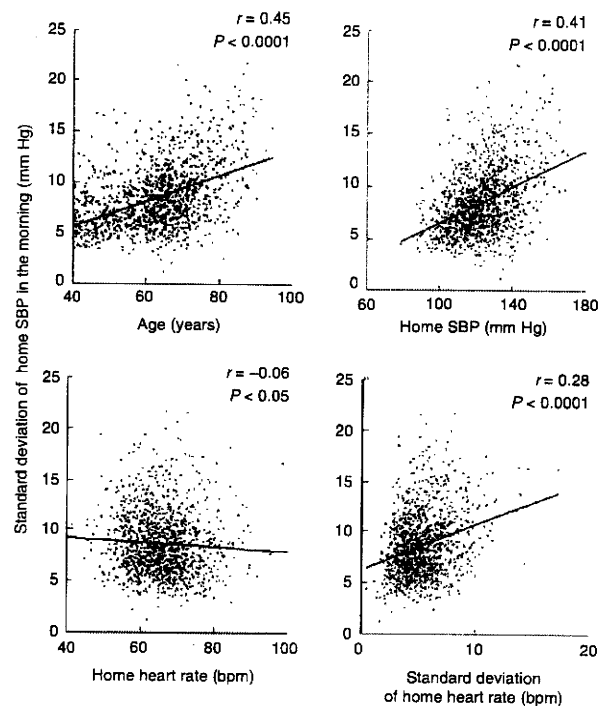 r = 0.45
P < 0.0001
25
20
15
10
5
0
40
60
80
100
Age (years)
r = 0.41
P < 0.0001
25
20
15
10
5
0
60
100
140
180
Home SBP (mm Hg)
Standard deviation of home SBP in the morning (mm Hg)
r = −0.06
P < 0.05
25
20
15
10
5
0
40
60
80
100
Home heart rate (bpm)
r = 0.28
P < 0.0001
25
20
15
10
5
0
0
10
20
Standard deviation
of home heart rate (bpm)